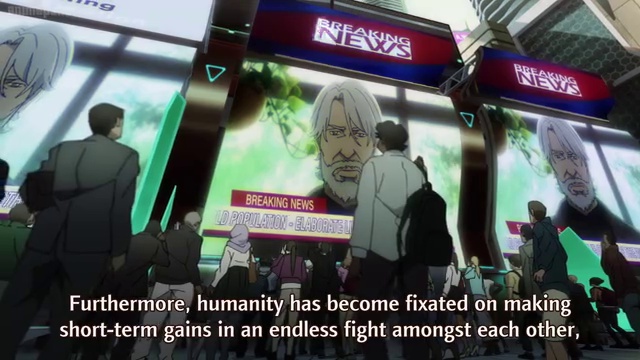 BREAKING
NEWS
BREAKING
NEWS
BREAKING NEWS
LD POPULATION - ELABORATE L
Furthermore, humanity has become fixated on making
short-term gains in an endless fight amongst each other,